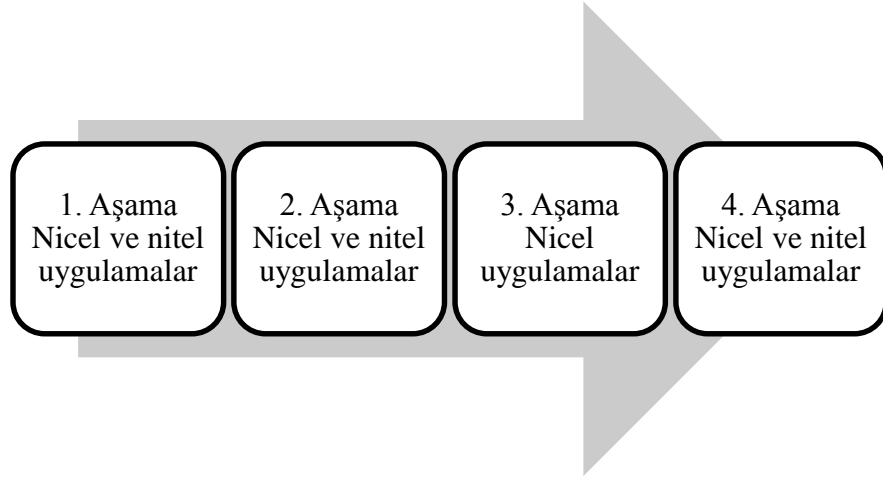 1. Aşama
Nicel ve nitel
uygulamalar
2. Aşama
Nicel ve nitel
uygulamalar
3. Aşama
Nicel
uygulamalar
4. Aşama
Nicel ve nitel
uygulamalar